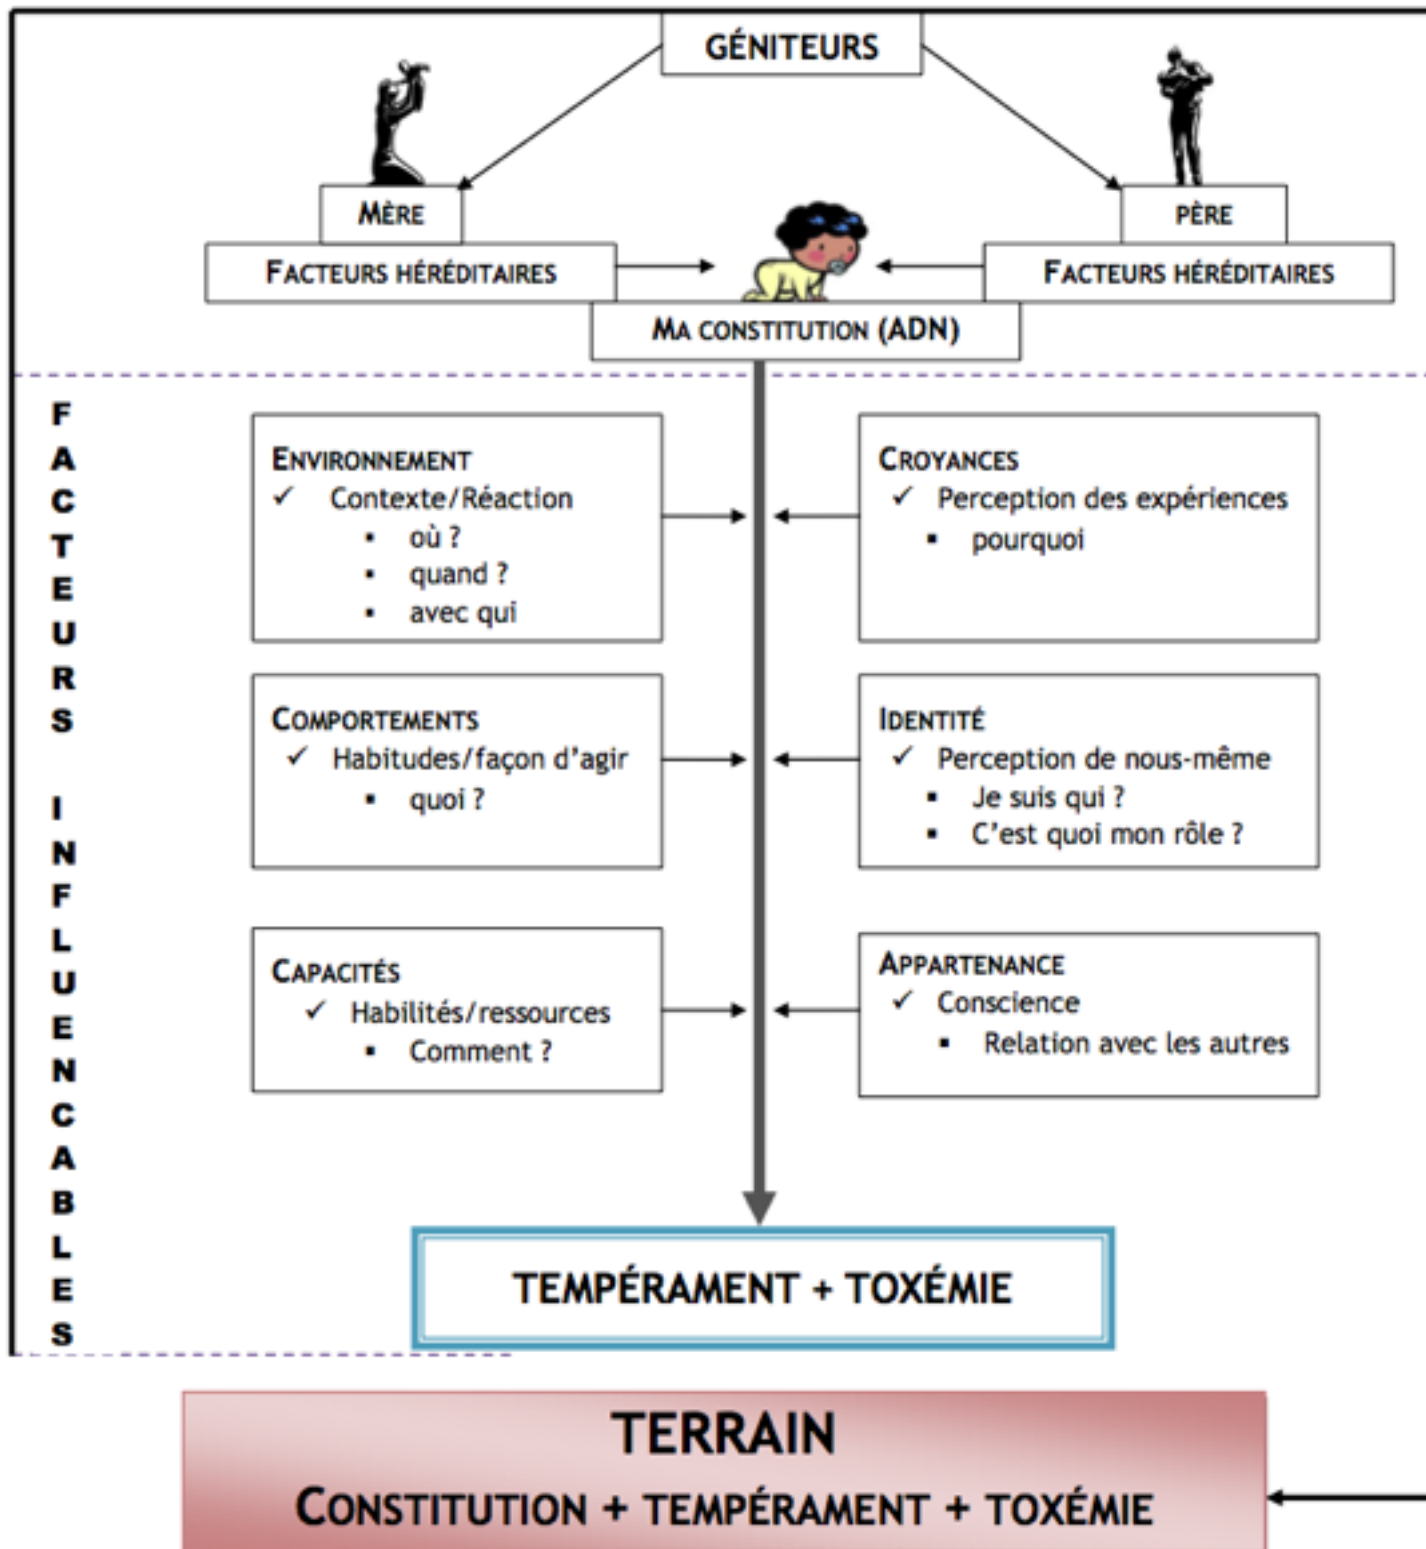 GÉNITEURS
MÈRE
PÈRE
FACTEURS HÉRÉDITAIRES
FACTEURS HÉRÉDITAIRES
MA CONSTITUTION (ADN)
FACTEURS INFLUENCABLES
ENVIRONNEMENT
✓ Contexte/Réaction
▪ où ?
▪ quand ?
▪ avec qui
CROYANCES
✓ Perception des expériences
▪ pourquoi
COMPORTEMENTS
✓ Habitudes/façon d'agir
▪ quoi ?
IDENTITÉ
✓ Perception de nous-même
▪ Je suis qui ?
▪ C'est quoi mon rôle ?
CAPACITÉS
✓ Habilités/ressources
▪ Comment ?
APPARTENANCE
✓ Conscience
▪ Relation avec les autres
TEMPÉRAMENT + TOXÉMIE
TERRAIN
CONSTITUTION + TEMPÉRAMENT + TOXÉMIE